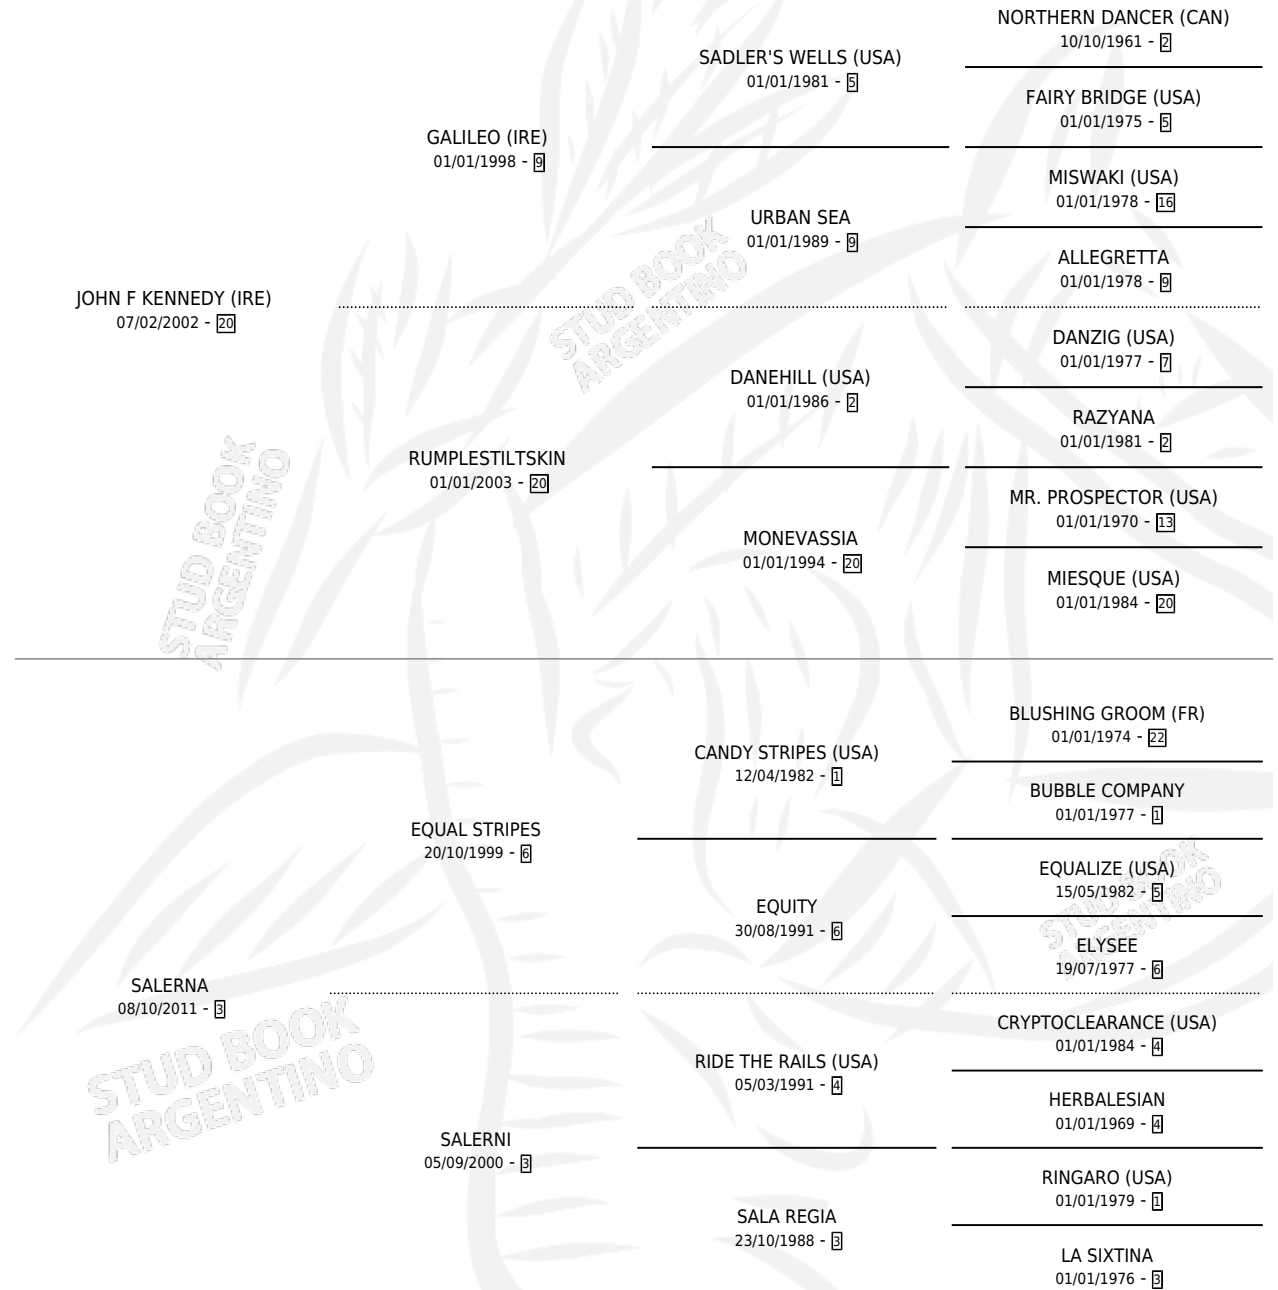 NORTHERN DANCER (CAN)
10/10/1961 - 2
SADLER'S WELLS (USA)
01/01/1981 - 5
FAIRY BRIDGE (USA)
01/01/1975 - 5
GALILEO (IRE)
01/01/1998 - 9
MISWAKI (USA)
01/01/1978 - 16
URBAN SEA
01/01/1989 - 9
ALLEGRETTA
01/01/1978 - 9
JOHN F KENNEDY (IRE)
07/02/2002 - 20
DANZIG (USA)
01/01/1977 - 7
DANEHILL (USA)
01/01/1986 - 2
RAZYANA
01/01/1981 - 2
RUMPLESTILTSKIN
01/01/2003 - 20
MR. PROSPECTOR (USA)
01/01/1970 - 13
MONEVASSIA
01/01/1994 - 20
MIESQUE (USA)
01/01/1984 - 20
STUD BOOK
ARGENTINO
STUD BOOK
ARGENTINO
BLUSHING GROOM (FR)
01/01/1974 - 22
CANDY STRIPES (USA)
12/04/1982 - 1
BUBBLE COMPANY
01/01/1977 - 1
EQUAL STRIPES
20/10/1999 - 6
EQUALIZE (USA)
15/05/1982 - 5
EQUITY
30/08/1991 - 6
ELYSEE
19/07/1977 - 6
STUD BOOK
ARGENTINO
SALERNA
08/10/2011 - 3
CRYPTOCLEARANCE (USA)
01/01/1984 - 4
RIDE THE RAILS (USA)
05/03/1991 - 4
HERBALESIAN
01/01/1969 - 4
STUD BOOK
ARGENTINO
SALERNI
05/09/2000 - 3
RINGARO (USA)
01/01/1979 - 1
SALA REGIA
23/10/1988 - 3
LA SIXTINA
01/01/1976 - 3